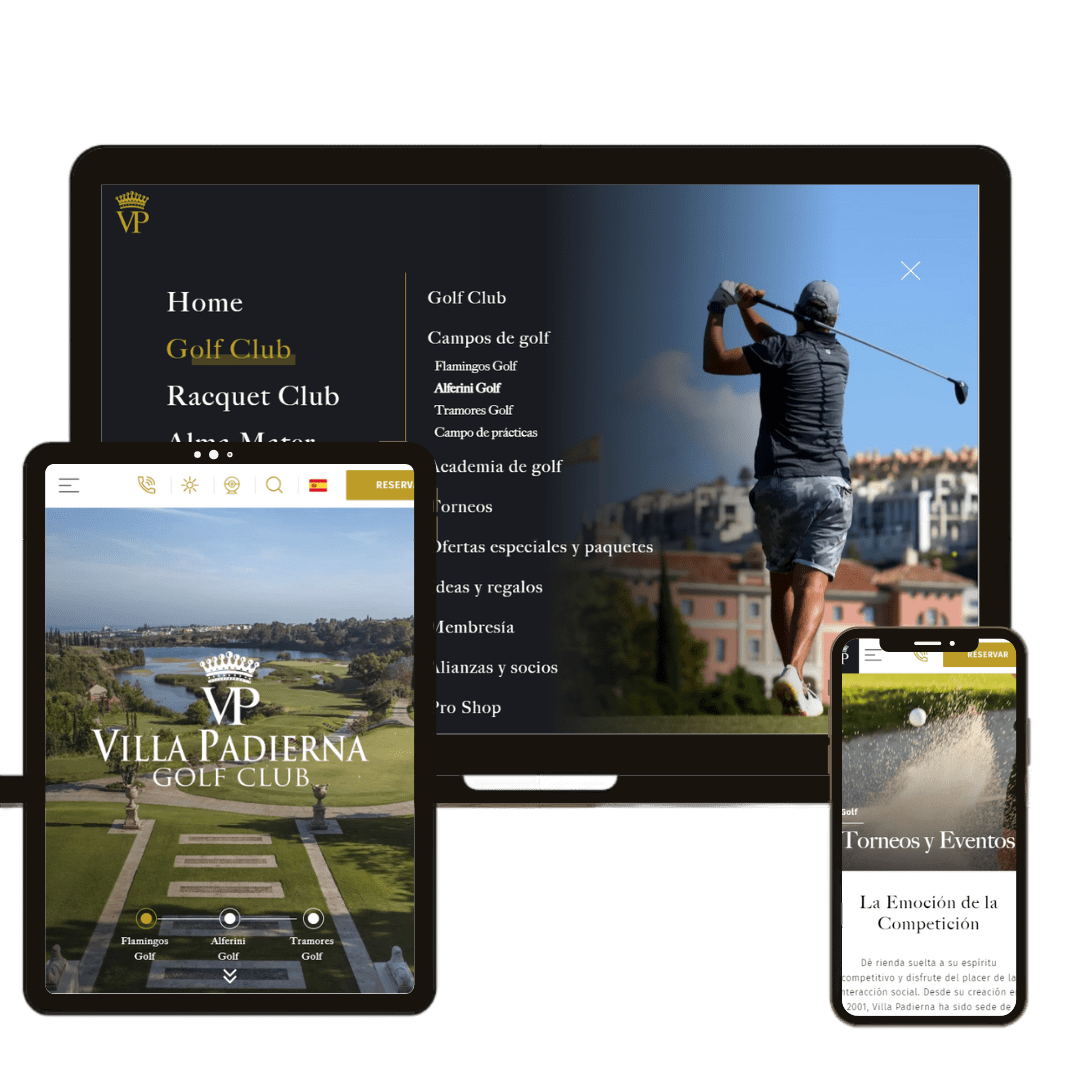 VP
Home
Golf Club
Racquet Club
Golf Club
Campos de golf
Flamingos Golf
Alferini Golf
Tramores Golf
Campo de prácticas
Academia de golf
Torneos
Ofertas especiales y paquetes
Ideas y regalos
Membresía
Alianzas y socios
Pro Shop
RESERV
VP
VILLA PADIERNA
GOLF CLUB
Flamingos
Golf
Alferini
Golf
Tramores
Golf
P
RESERVAR
Golf
Torneos y Eventos
La Emoción de la
Competición
Dé rienda suelta a su espíritu
competitivo y disfrute del placer de la
interacción social. Desde su creación e
2001, Villa Padierna ha sido sede de